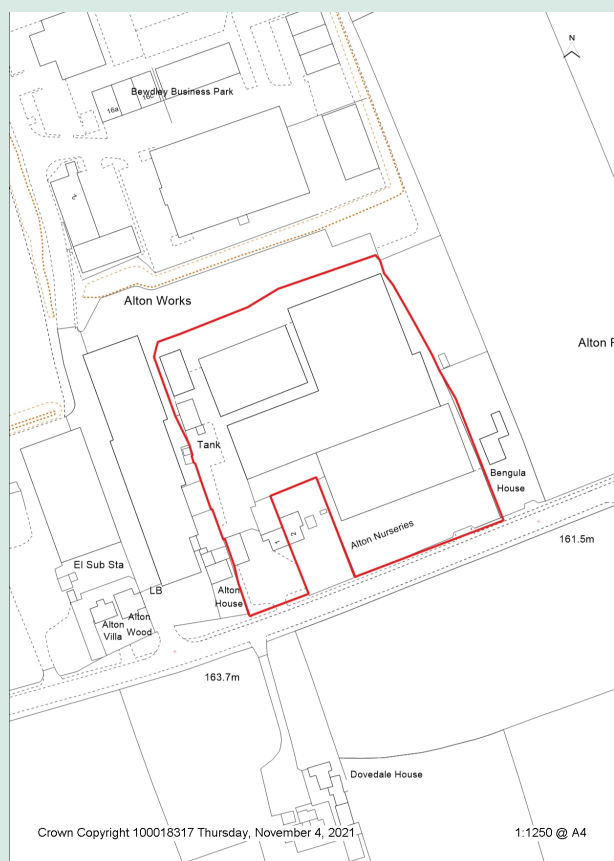 N
Bewdley Business Park
16a
16c
2
Alton Works
Alton F
Tank
Bengula
House
1
2
Alton Nurseries
161.5m
El Sub Sta
LB
Alton
House
Alton
Villa
Alton
Wood
163.7m
Dovedale House
Crown Copyright 100018317 Thursday, November 4, 2021
1:1250 @ A4